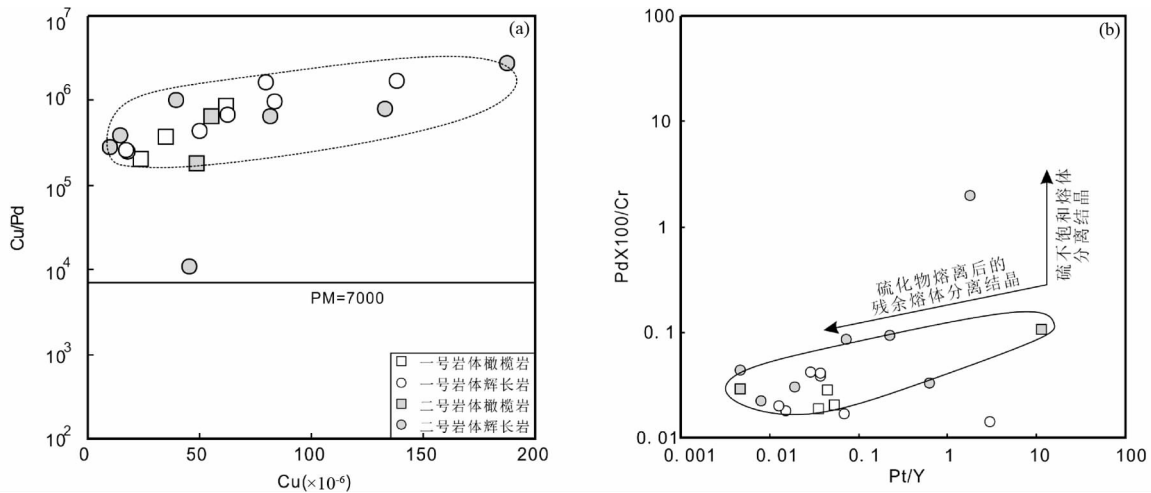 (a)
10⁷
10⁶
10⁵
10⁴
10³
10²
Cu/Pd
PM=7000
一号岩体橄榄岩
一号岩体辉长岩
二号岩体橄榄岩
二号岩体辉长岩
0
50
100
150
200
Cu(×10⁻⁶)
(b)
100
10
1
0.1
0.01
PdX100/Cr
硫不饱和熔体
分离结晶
硫化物熔离后的
残余熔体分离结晶
0.001
0.01
0.1
1
10
100
Pt/Y